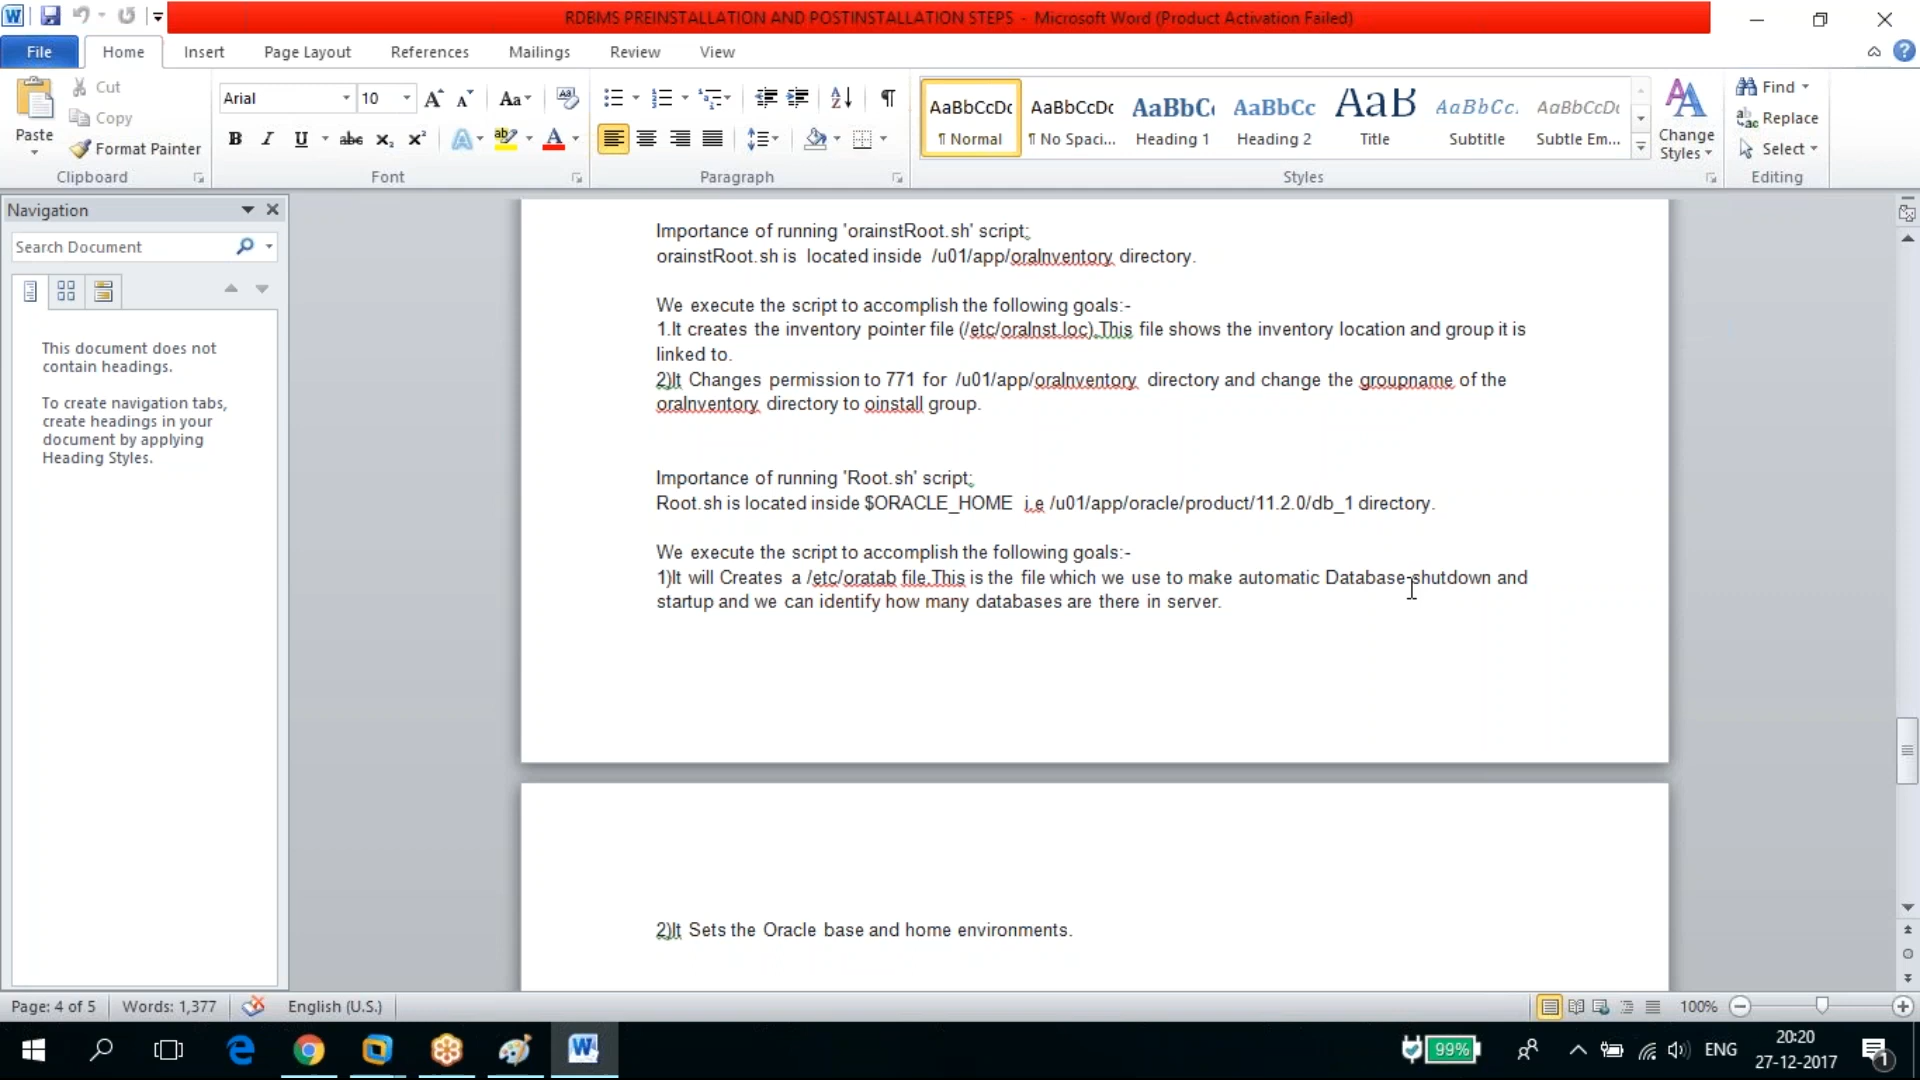 RDBMS PREINSTALLATION AND POSTINSTALLATION STEPS - Microsoft Word (Product Activation Failed)
File Home Insert Page Layout References Mailings Review View
Paste
Cut
Copy
Format Painter
Clipboard
Arial 10
Font
Paragraph
AaBbCcDc AaBbCcDc AaBbC AaBbCc AaB AaBbCc. AaBbCcDc
¶ Normal ¶ No Spaci... Heading 1 Heading 2 Title Subtitle Subtle Em...
Styles
Change
Styles
Find
Replace
Select
Editing
Navigation
Search Document
This document does not
contain headings.
To create navigation tabs,
create headings in your
document by applying
Heading Styles.
Importance of running 'orainstRoot.sh' script;
orainstRoot.sh is located inside /u01/app/oraInventory directory.
We execute the script to accomplish the following goals:-
1.It creates the inventory pointer file (/etc/oraInst.loc).This file shows the inventory location and group it is
linked to.
2)It Changes permission to 771 for /u01/app/oraInventory directory and change the groupname of the
oraInventory directory to oinstall group.
Importance of running 'Root.sh' script;
Root.sh is located inside $ORACLE_HOME i.e /u01/app/oracle/product/11.2.0/db_1 directory.
We execute the script to accomplish the following goals:-
1)It will Creates a /etc/oratab file.This is the file which we use to make automatic Database shutdown and
startup and we can identify how many databases are there in server.
2)It Sets the Oracle base and home environments.
Page: 4 of 5 Words: 1,377 English (U.S.) 100%
99% ENG 20:20
27-12-2017
1